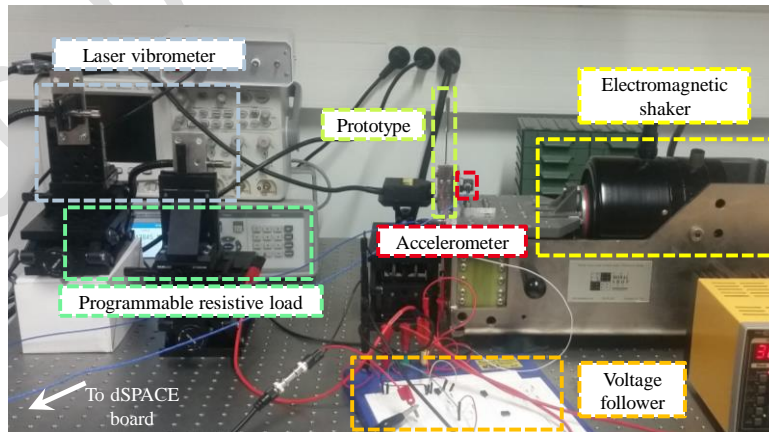 Laser vibrometer
Electromagnetic
shaker
Prototype
Accelerometer
Programmable resistive load
Voltage
follower
To dSPACE
board